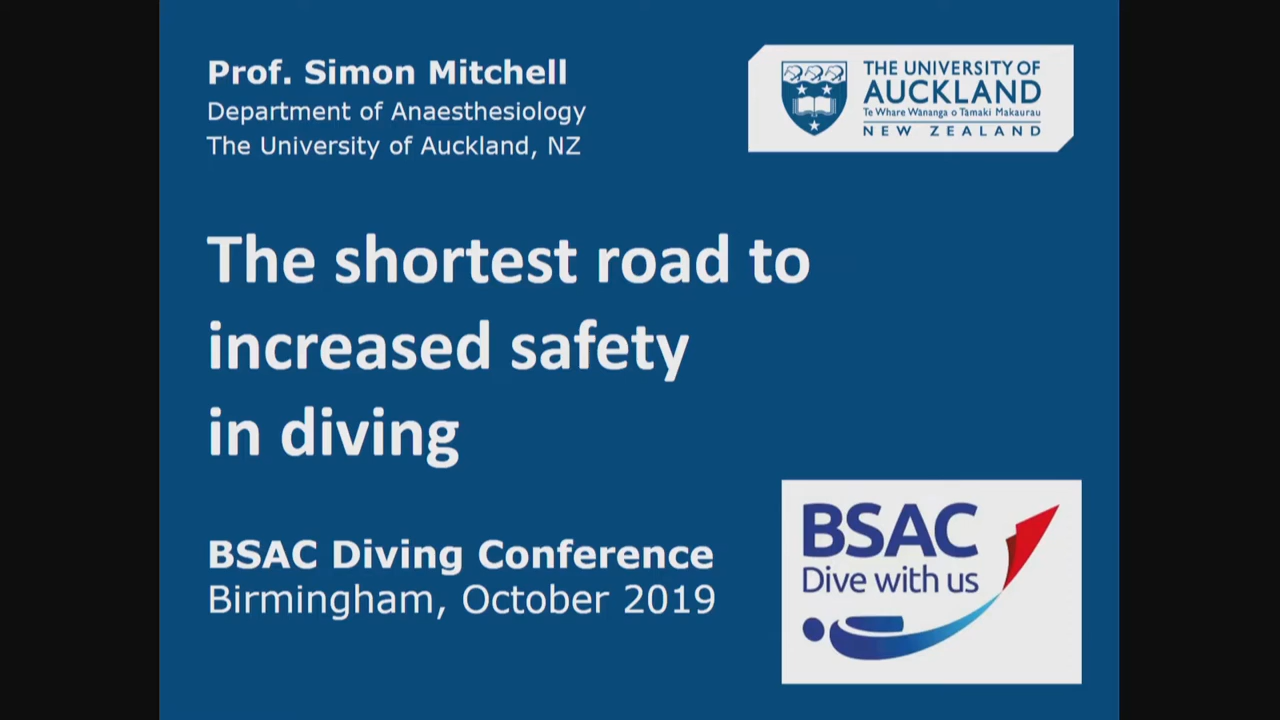 Prof. Simon Mitchell
Department of Anaesthesiology
The University of Auckland, NZ
THE UNIVERSITY OF
AUCKLAND
Te Whare Wānanga o Tāmaki Makaurau
NEW ZEALAND
The shortest road to
increased safety
in diving
BSAC Diving Conference
Birmingham, October 2019
BSAC
Dive with us